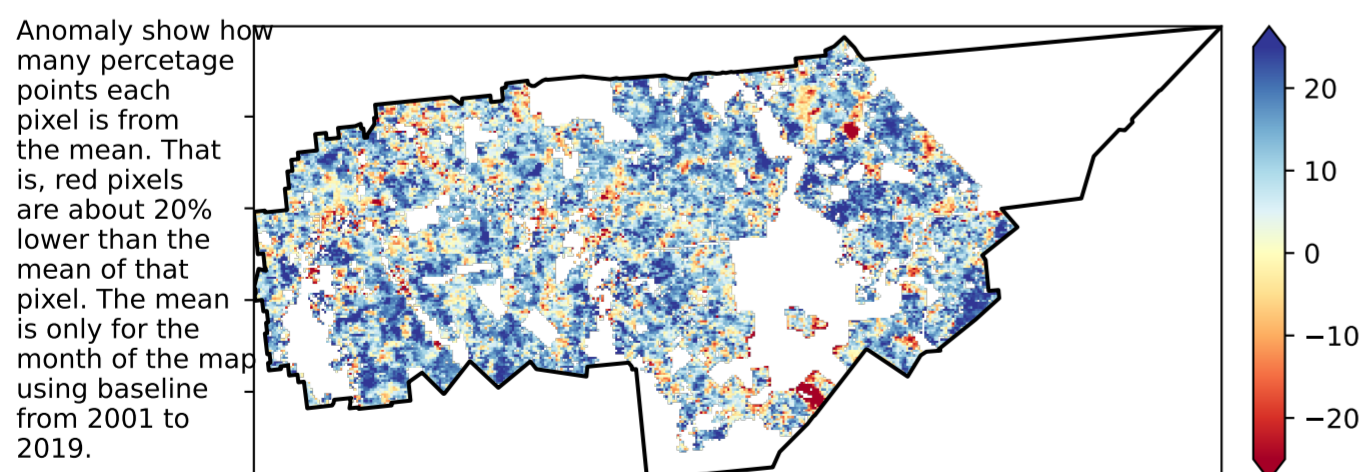 Anomaly show how
many percetage
points each
pixel is from
the mean. That
is, red pixels
are about 20%
lower than the
mean of that
pixel. The mean
is only for the
month of the map
using baseline
from 2001 to
2019.
20
10
0
−10
−20